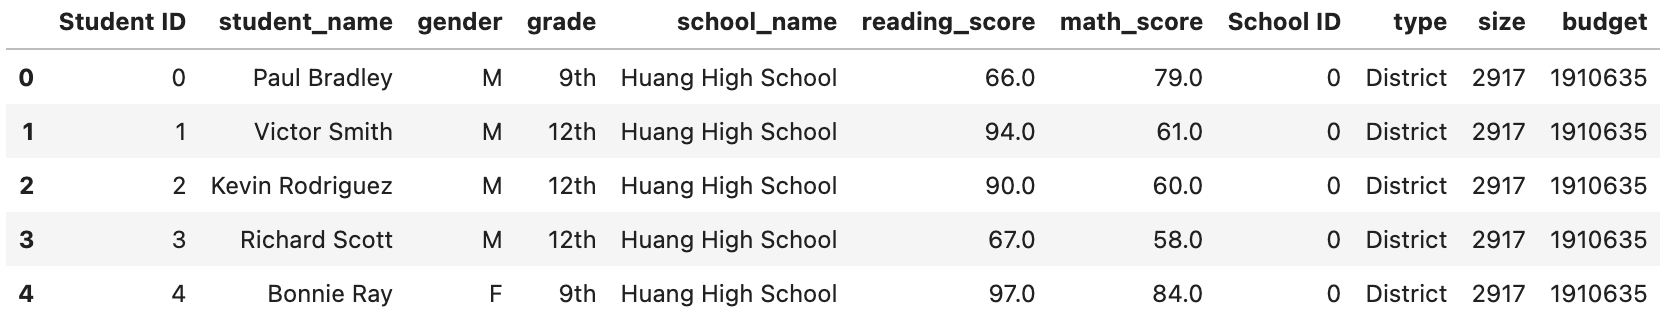 Student ID student_name gender grade school_name reading_score math_score School ID type size budget
0 0 Paul Bradley M 9th Huang High School 66.0 79.0 0 District 2917 1910635
1 1 Victor Smith M 12th Huang High School 94.0 61.0 0 District 2917 1910635
2 2 Kevin Rodriguez M 12th Huang High School 90.0 60.0 0 District 2917 1910635
3 3 Richard Scott M 12th Huang High School 67.0 58.0 0 District 2917 1910635
4 4 Bonnie Ray F 9th Huang High School 97.0 84.0 0 District 2917 1910635